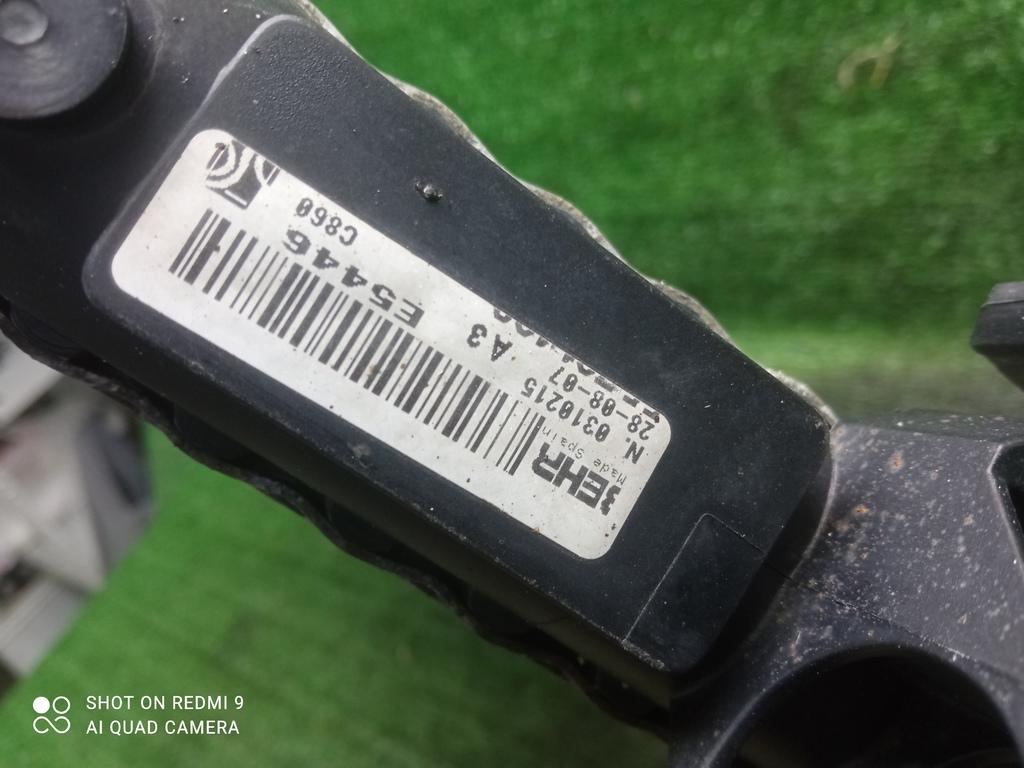 BEHR
Made Spain
N. 0310215
28-08-07
A3
E5446
C860
SHOT ON REDMI 9
AI QUAD CAMERA